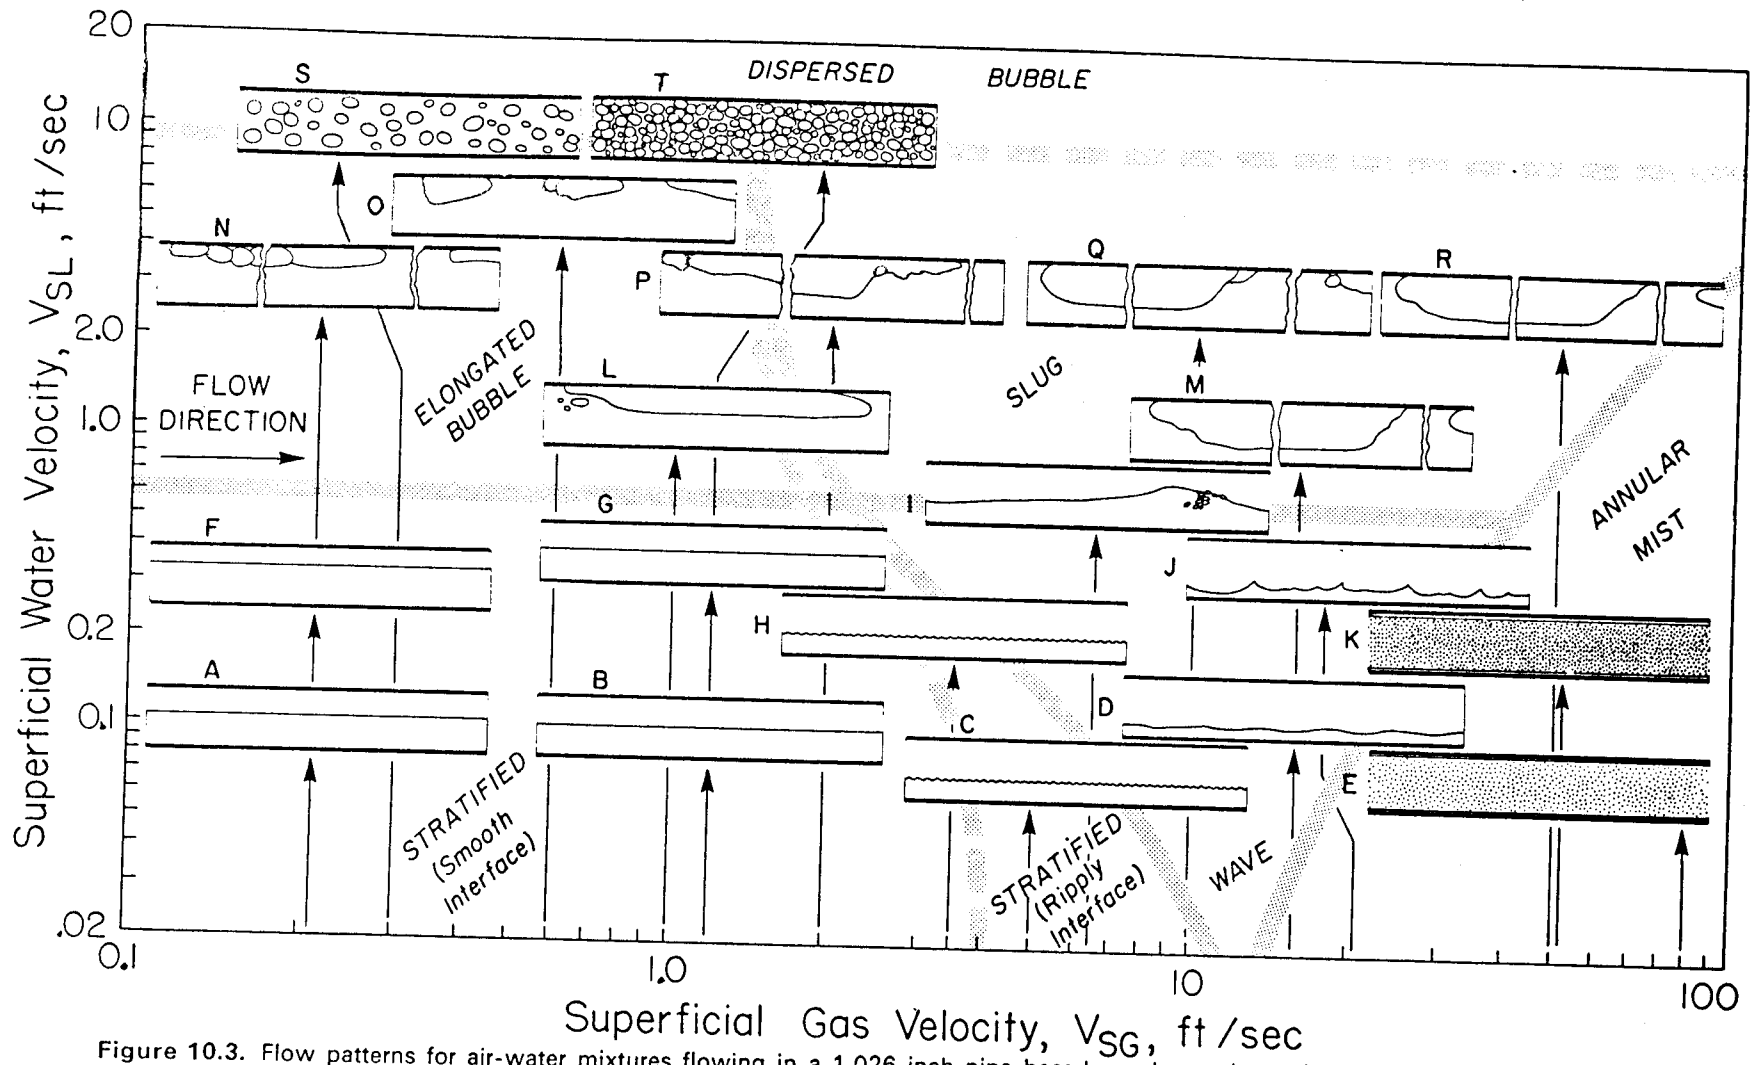 20
10
2.0
1.0
0.2
0.1
.02
Superficial Water Velocity, VSL, ft/sec
S
T
DISPERSED BUBBLE
O
N
P
Q
R
FLOW
DIRECTION
ELONGATED
BUBBLE
L
SLUG
M
ANNULAR
MIST
F
G
I
J
H
K
A
B
C
D
E
STRATIFIED
(Smooth
Interface)
STRATIFIED
(Ripply
Interface)
WAVE
0.1
1.0
10
100
Superficial Gas Velocity, VSG, ft/sec
Figure 10.3. Flow patterns for air-water mixtures flowing in a 1.026 inch pipe